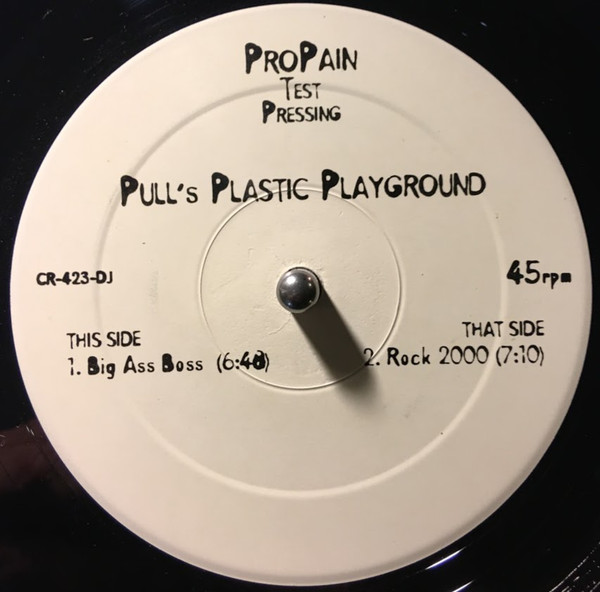 ProPain
Test
Pressing
Pull's Plastic Playground
CR-423-DJ
45rpm
THIS SIDE
1. Big Ass Boss
THAT SIDE
2. Rock 2000 (7:10)